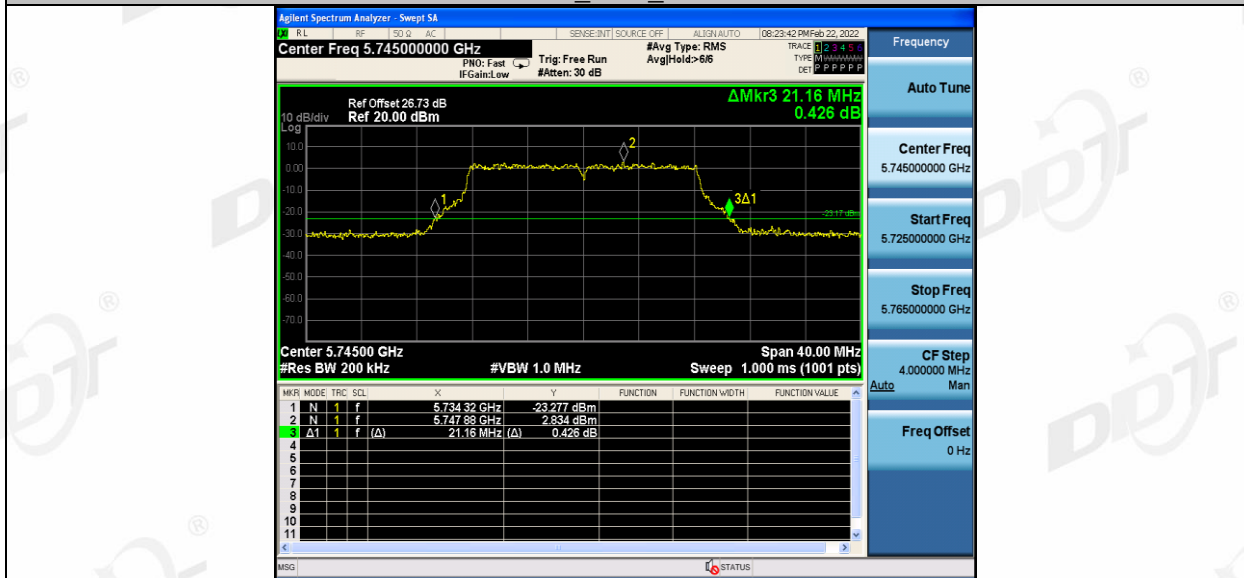 Agilent Spectrum Analyzer - Swept SA
RL RF 50 Ω AC SENSE:INT SOURCE OFF ALIGN AUTO 08:23:42 PM Feb 22, 2022
Center Freq 5.745000000 GHz
PNO: Fast
IFGain:Low
Trig: Free Run
#Atten: 30 dB
#Avg Type: RMS
Avg|Hold:>6/6
TRACE 1 2 3 4 5 6
TYPE M
DET P P P P P P
Ref Offset 26.73 dB
Ref 20.00 dBm
ΔMkr3 21.16 MHz
0.426 dB
10 dB/div
Log
10.0
0.00
-10.0
-20.0
-30.0
-40.0
-50.0
-60.0
-70.0
1
2
3Δ1
-23.17 dBm
Center 5.74500 GHz Span 40.00 MHz
#Res BW 200 kHz #VBW 1.0 MHz Sweep 1.000 ms (1001 pts)
MKR MODE TRC SCL X Y FUNCTION FUNCTION WIDTH FUNCTION VALUE
1 N 1 f 5.734 32 GHz -23.277 dBm
2 N 1 f 5.747 88 GHz 2.834 dBm
3 Δ1 1 f (Δ) 21.16 MHz (Δ) 0.426 dB
4
5
6
7
8
9
10
11
MSG STATUS
Frequency
Auto Tune
Center Freq
5.745000000 GHz
Start Freq
5.725000000 GHz
Stop Freq
5.765000000 GHz
CF Step
4.000000 MHz
Auto Man
Freq Offset
0 Hz
DDT
®